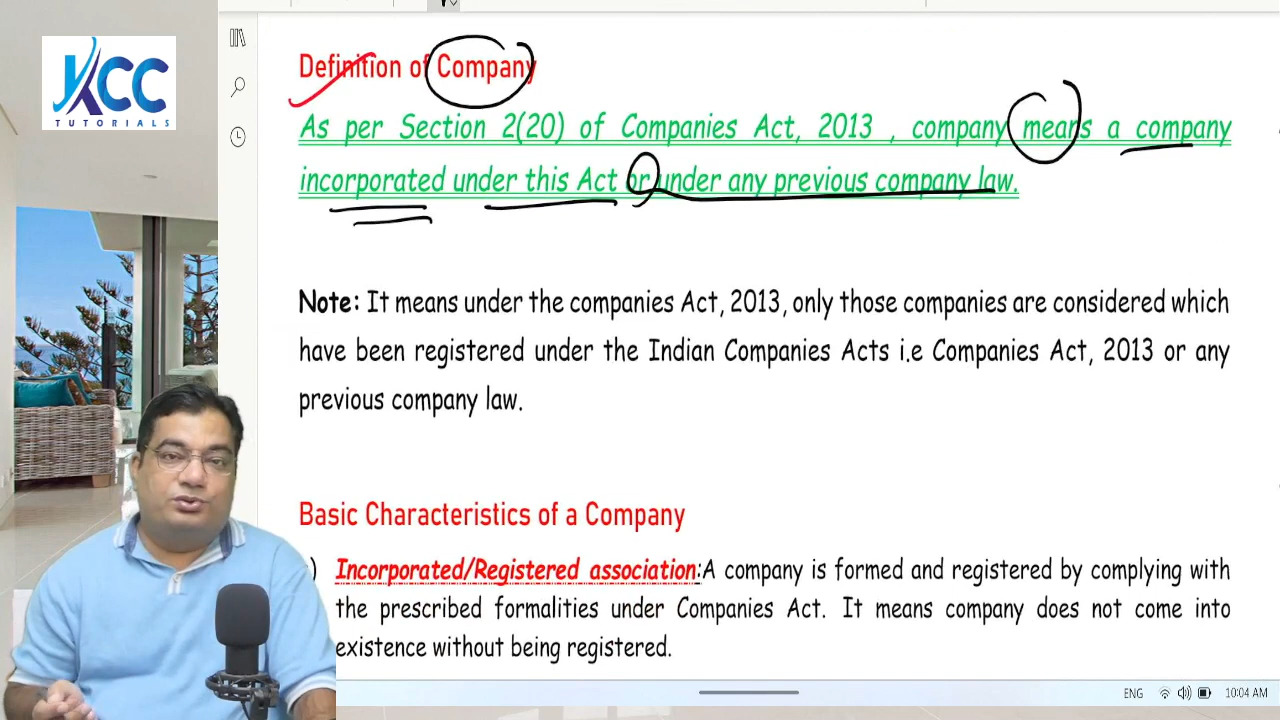 KCC
TUTORIALS
Definition of Company
As per Section 2(20) of Companies Act, 2013 , company means a company
incorporated under this Act or under any previous company law.
Note: It means under the companies Act, 2013, only those companies are considered which
have been registered under the Indian Companies Acts i.e Companies Act, 2013 or any
previous company law.
Basic Characteristics of a Company
) Incorporated/Registered association:A company is formed and registered by complying with
the prescribed formalities under Companies Act. It means company does not come into
existence without being registered.
ENG 10:04 AM